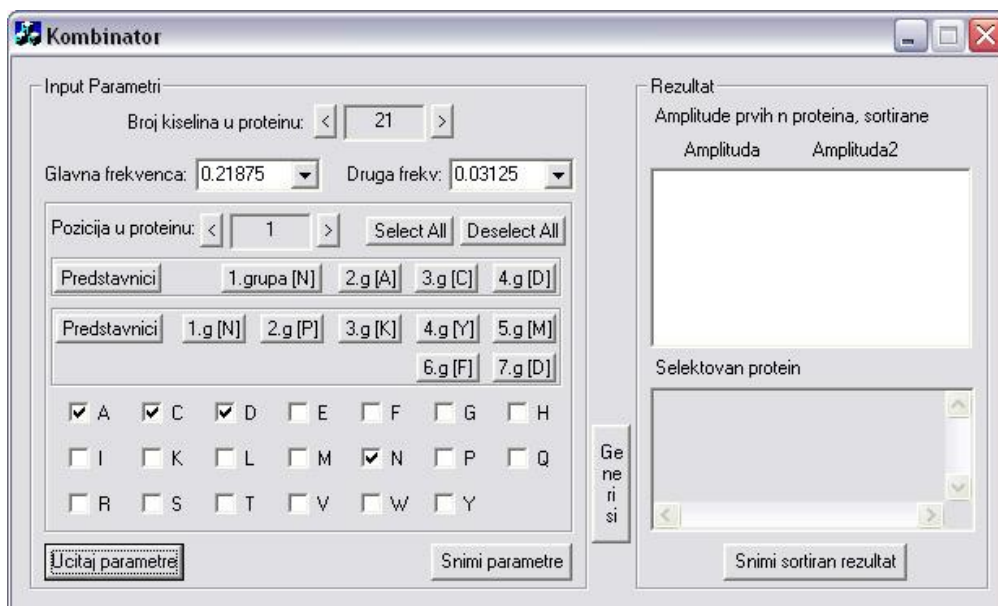 Kombinator
Input Parametri
Broj kiselina u proteinu: < 21 >
Glavna frekvenca: 0.21875 Druga frekv: 0.03125
Pozicija u proteinu: < 1 > Select All Deselect All
Predstavnici 1.grupa [N] 2.g [A] 3.g [C] 4.g [D]
Predstavnici 1.g [N] 2.g [P] 3.g [K] 4.g [Y] 5.g [M]
6.g [F] 7.g [D]
A C D E F G H
I K L M N P Q
R S T V W Y
Ucitaj parametre Snimi parametre
Ge
ne
ri
si
Rezultat
Amplitude prvih n proteina, sortirane
Amplituda Amplituda2
Selektovan protein
Snimi sortiran rezultat